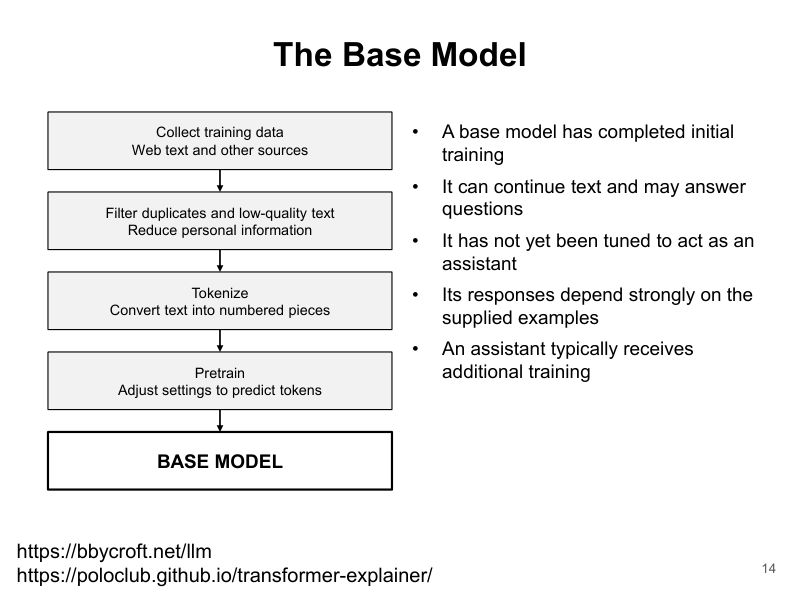 The Base Model
Collect training data
Web text and other sources
Filter duplicates and low-quality text
Reduce personal information
Tokenize
Convert text into numbered pieces
Pretrain
Adjust settings to predict tokens
BASE MODEL
• A base model has completed initial
training
• It can continue text and may answer
questions
• It has not yet been tuned to act as an
assistant
• Its responses depend strongly on the
supplied examples
• An assistant typically receives
additional training
https://bbycroft.net/llm
https://poloclub.github.io/transformer-explainer/
14